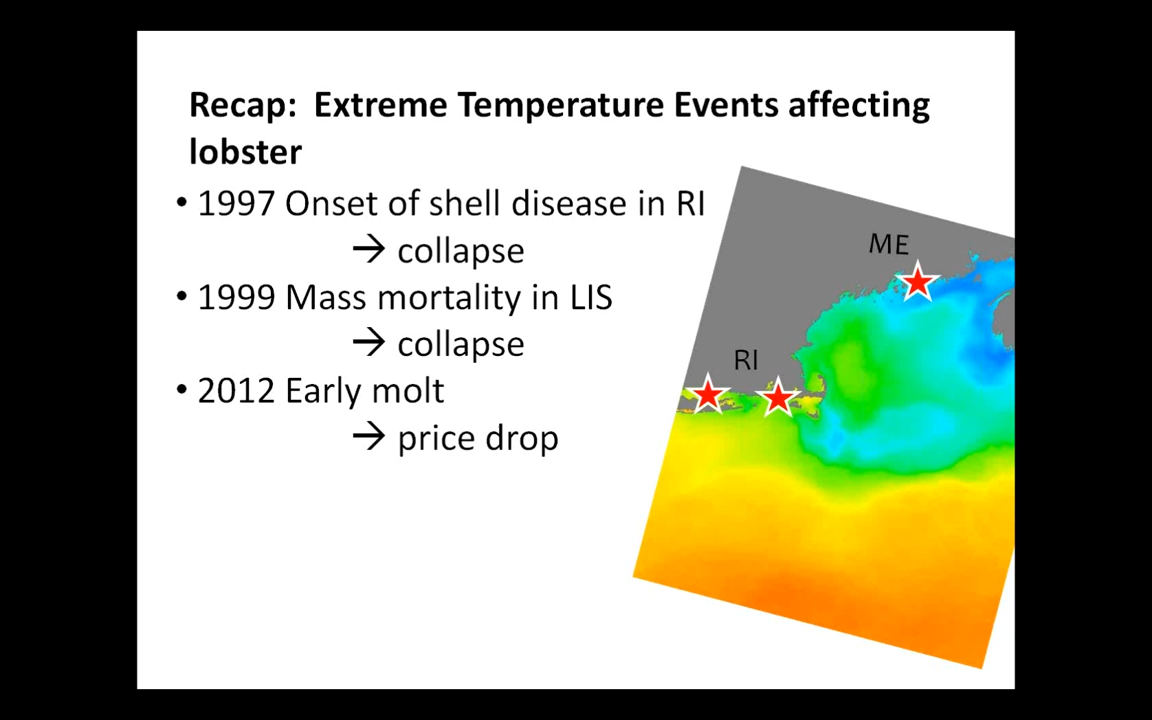 Recap:  Extreme Temperature Events affecting
lobster
• 1997 Onset of shell disease in RI
→ collapse
• 1999 Mass mortality in LIS
→ collapse
• 2012 Early molt
→ price drop
ME
RI